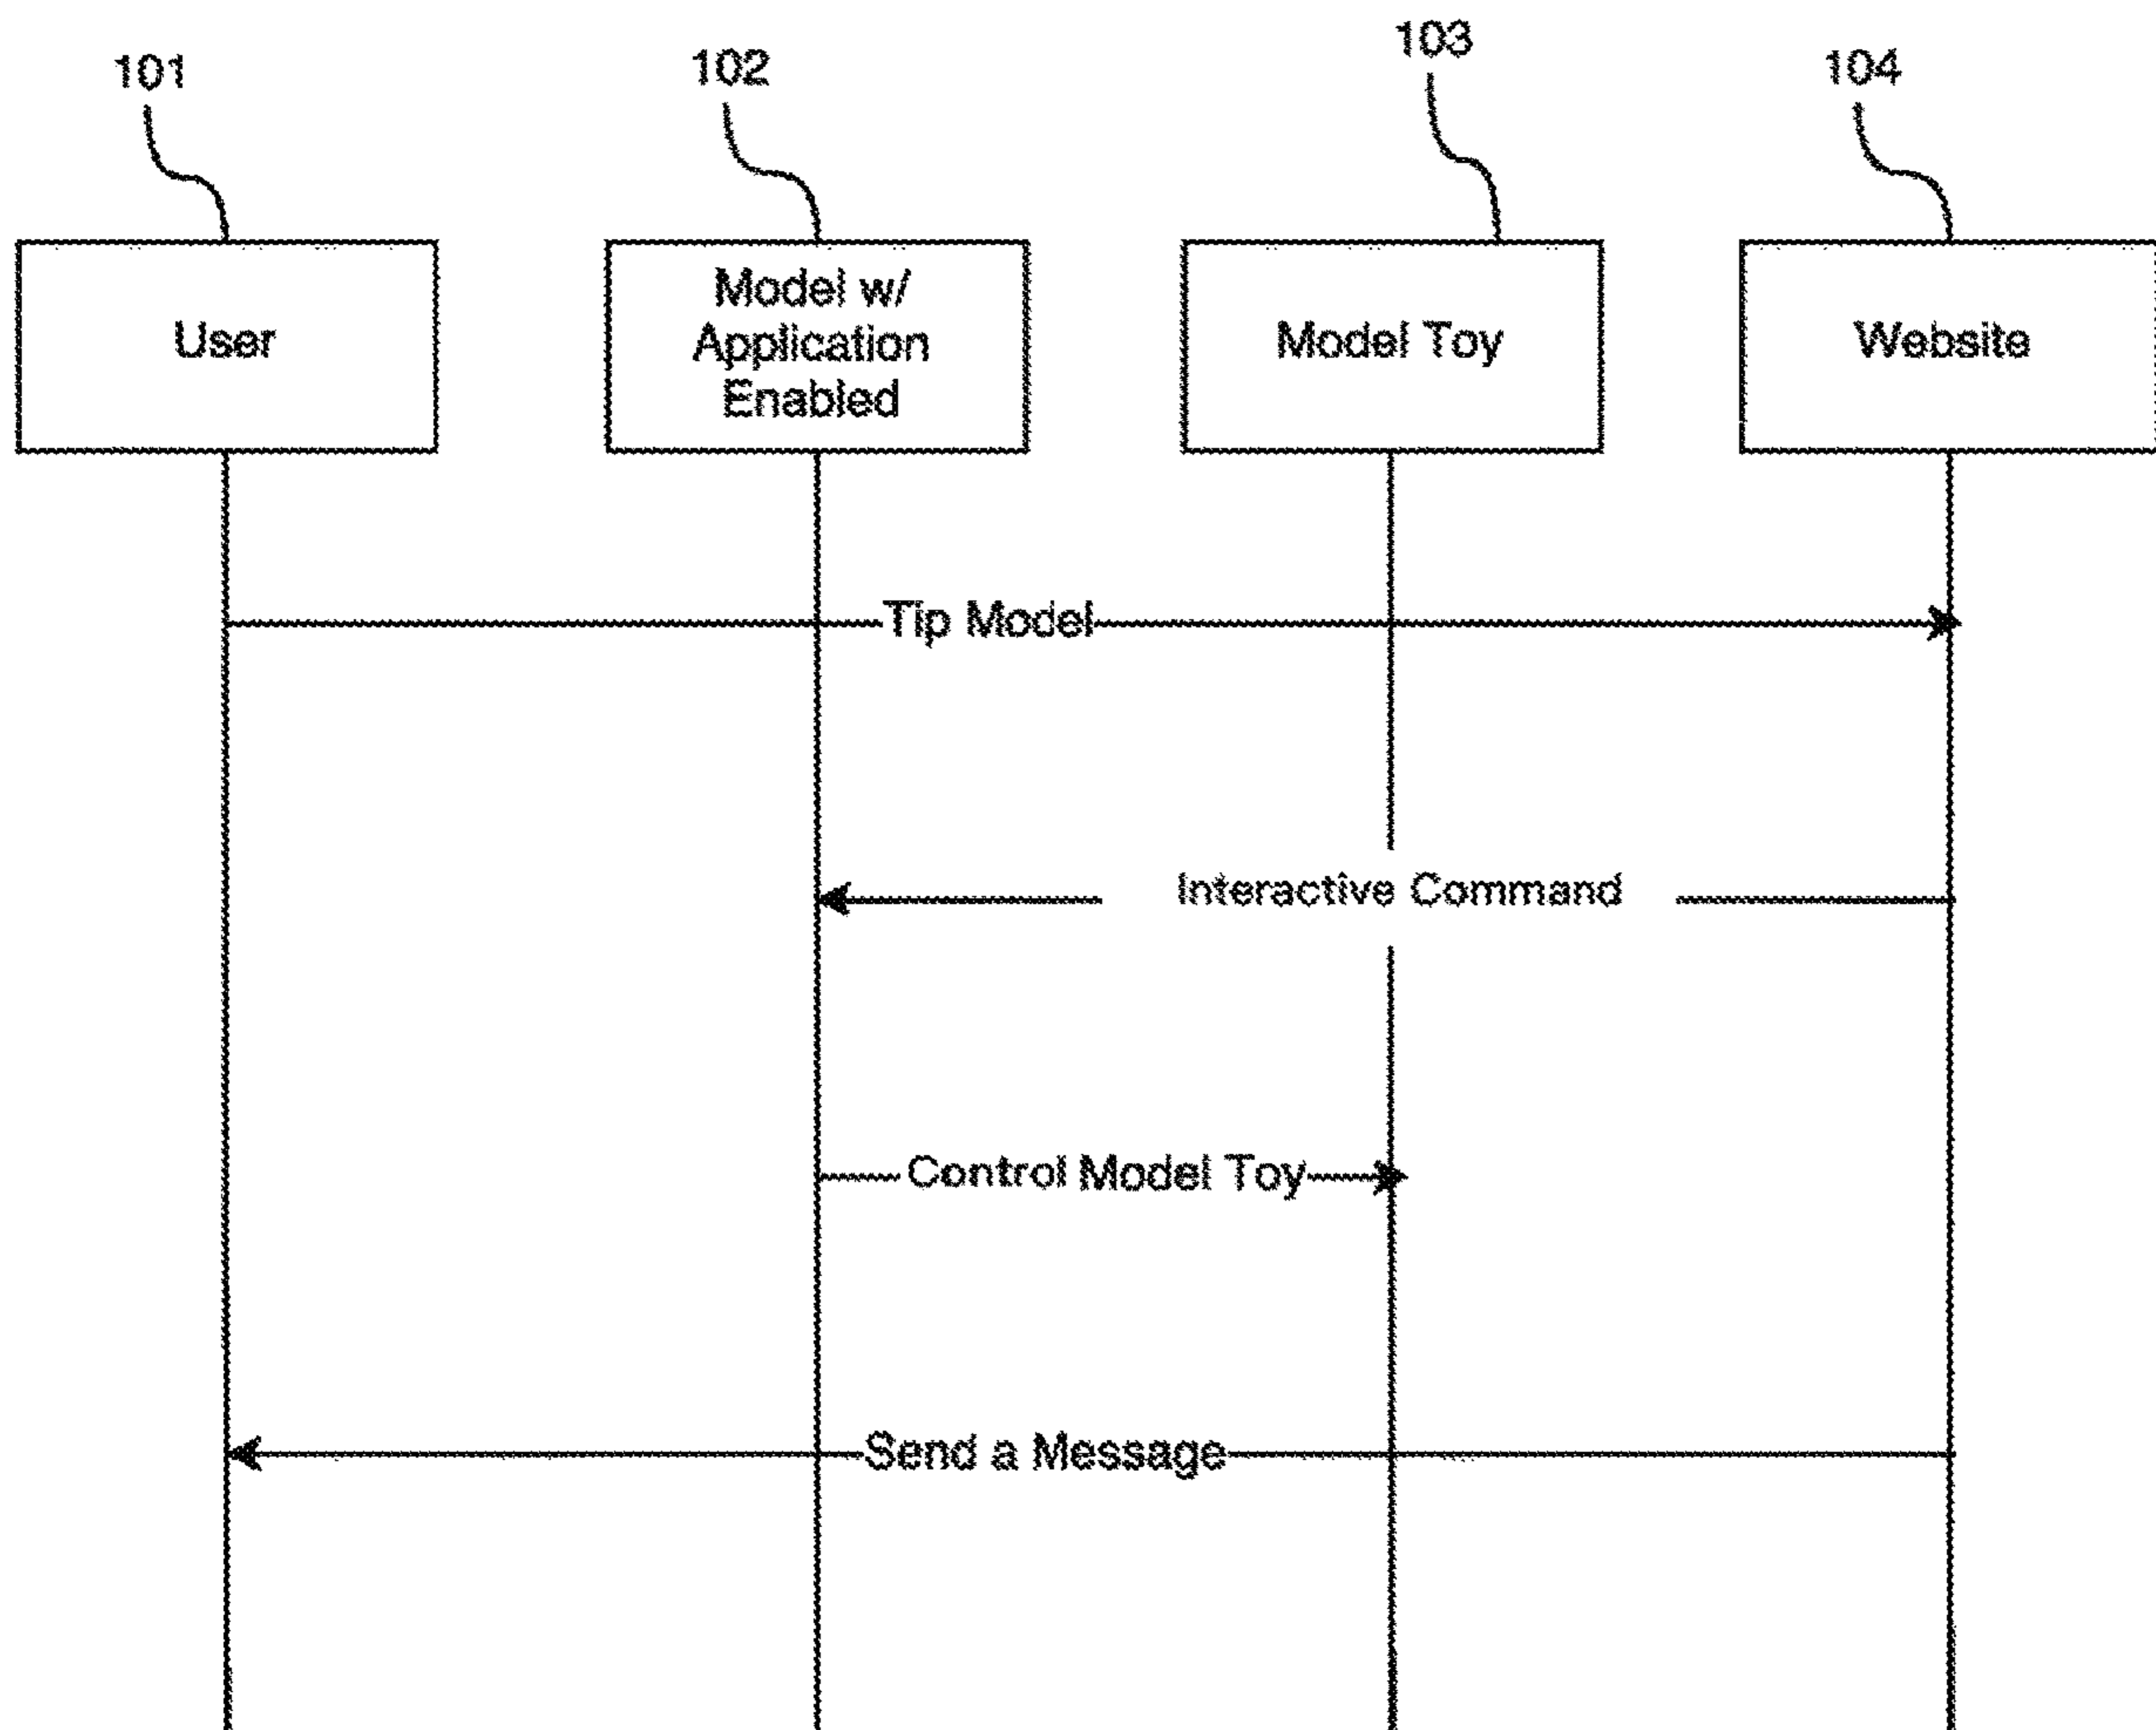 101
102
103
104
User
Model w/
Application
Enabled
Model Toy
Website
Tip Model
Interactive Command
Control Model Toy
Send a Message